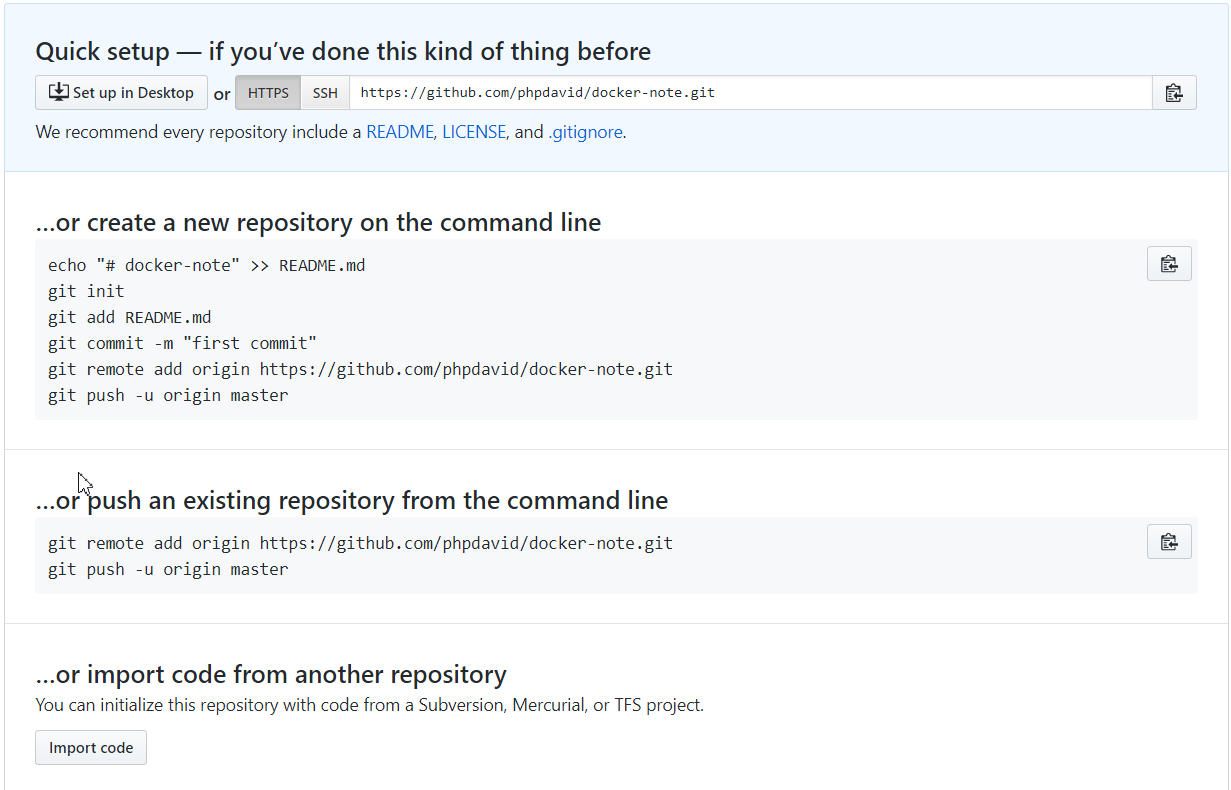 Quick setup — if you’ve done this kind of thing before
Set up in Desktop or HTTPS SSH https://github.com/phpdavid/docker-note.git
We recommend every repository include a README, LICENSE, and .gitignore.
…or create a new repository on the command line
echo "# docker-note" >> README.md
git init
git add README.md
git commit -m "first commit"
git remote add origin https://github.com/phpdavid/docker-note.git
git push -u origin master
…or push an existing repository from the command line
git remote add origin https://github.com/phpdavid/docker-note.git
git push -u origin master
…or import code from another repository
You can initialize this repository with code from a Subversion, Mercurial, or TFS project.
Import code